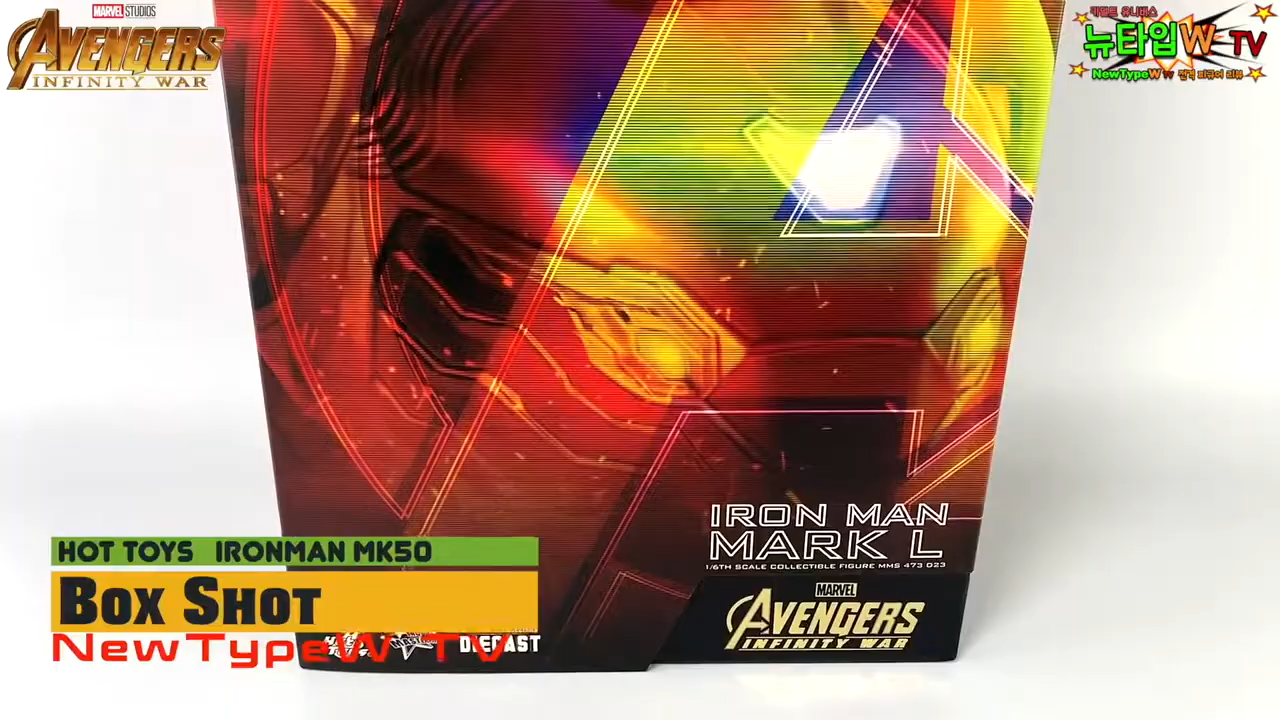 MARVEL STUDIOS
AVENGERS
INFINITY WAR
뉴타입W TV
NewTypeW TV
IRON MAN
MARK L
1/6TH SCALE COLLECTIBLE FIGURE MMS 473 D23
MARVEL
AVENGERS
INFINITY WAR
HOT TOYS IRONMAN MK50
BOX SHOT
NewTypeW TV
DIECAST